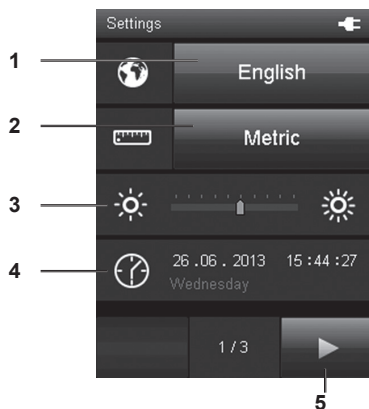 Settings
1
English
2
Metric
3
4
26 . 06 . 2013 15 : 44 : 27
Wednesday
1 / 3
5